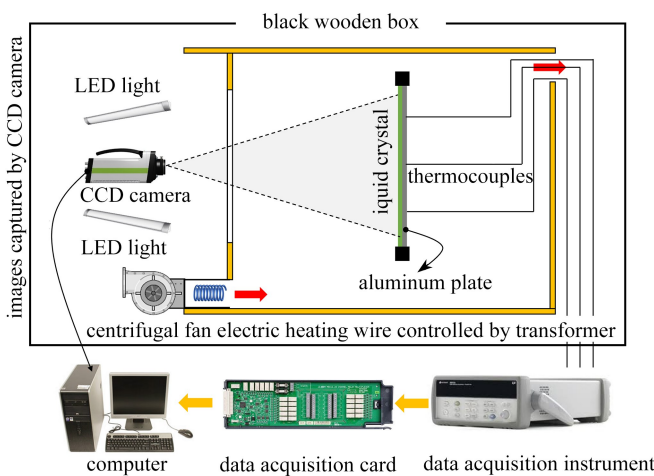 black wooden box
images captured by CCD camera
LED light
CCD camera
LED light
iquid crystal
thermocouples
aluminum plate
centrifugal fan electric heating wire controlled by transformer
computer
data acquisition card
data acquisition instrument